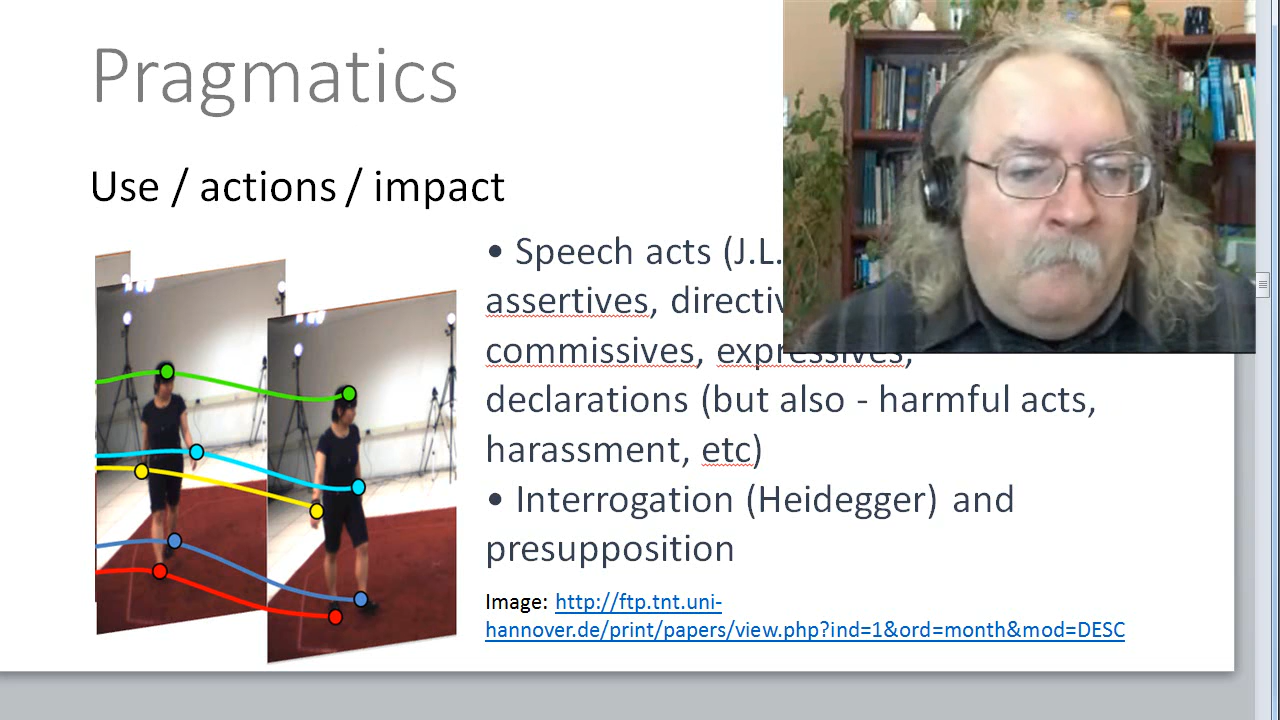 Pragmatics
Use / actions / impact
• Speech acts (J.L.
assertives, directiv
commissives, expressives,
declarations (but also - harmful acts,
harassment, etc)
• Interrogation (Heidegger) and
presupposition
Image: http://ftp.tnt.uni-
hannover.de/print/papers/view.php?ind=1&ord=month&mod=DESC